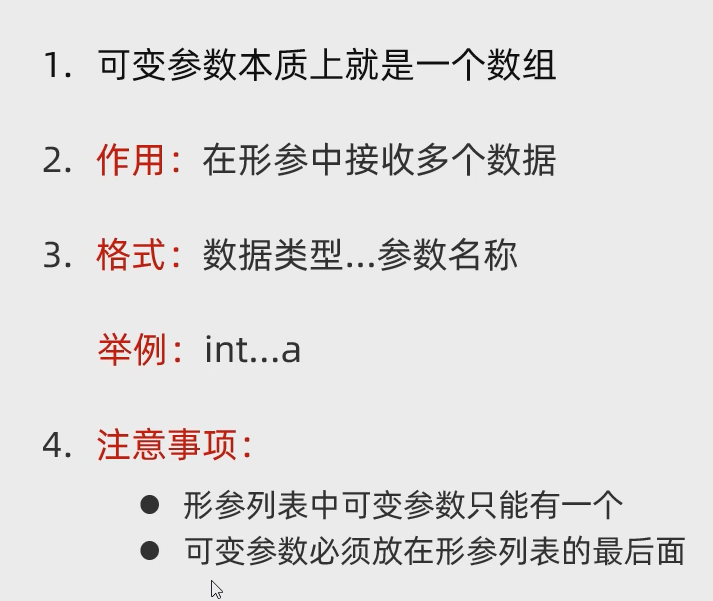 1. 可变参数本质上就是一个数组
2. 作用：在形参中接收多个数据
3. 格式：数据类型...参数名称
举例：int...a
4. 注意事项：
● 形参列表中可变参数只能有一个
● 可变参数必须放在形参列表的最后面